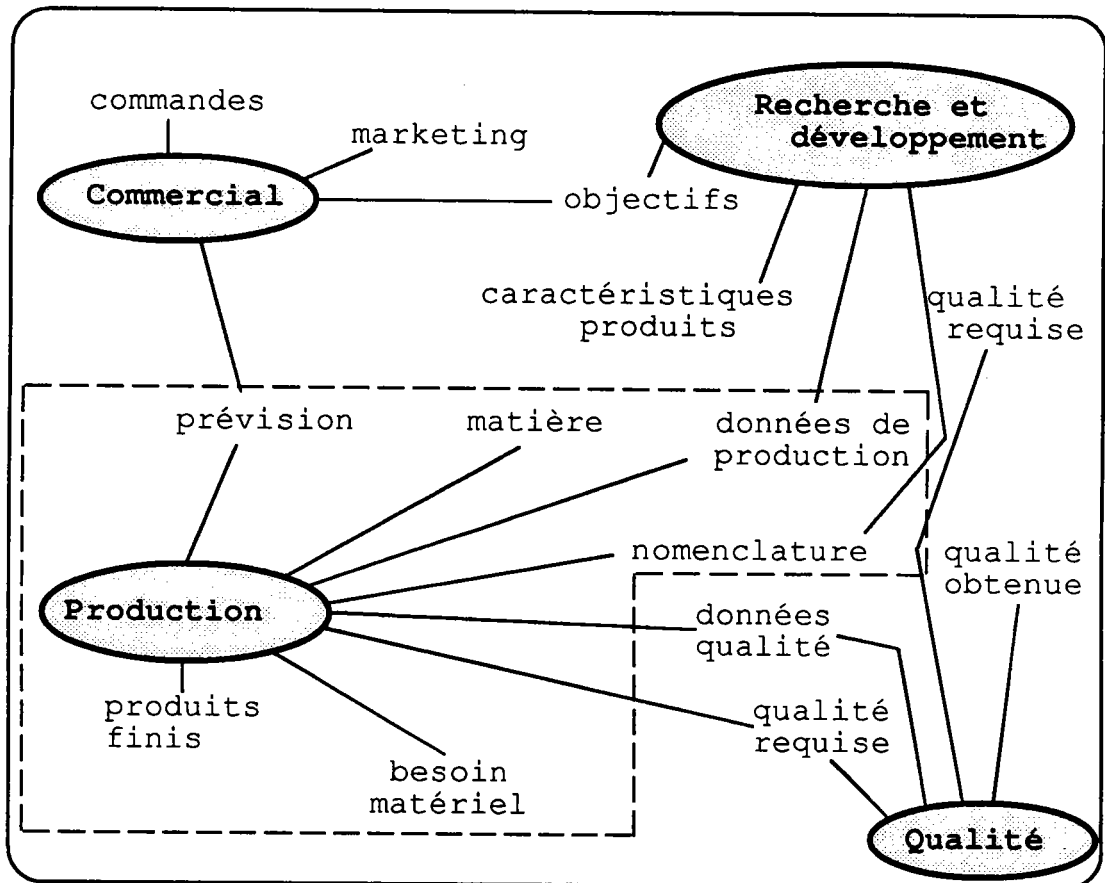 commandes
marketing
Commercial
objectifs
Recherche et
développement
caractéristiques
produits
qualité
requise
prévision
matière
données de
production
nomenclature
qualité
obtenue
Production
données
qualité
produits
finis
qualité
requise
besoin
matériel
Qualité